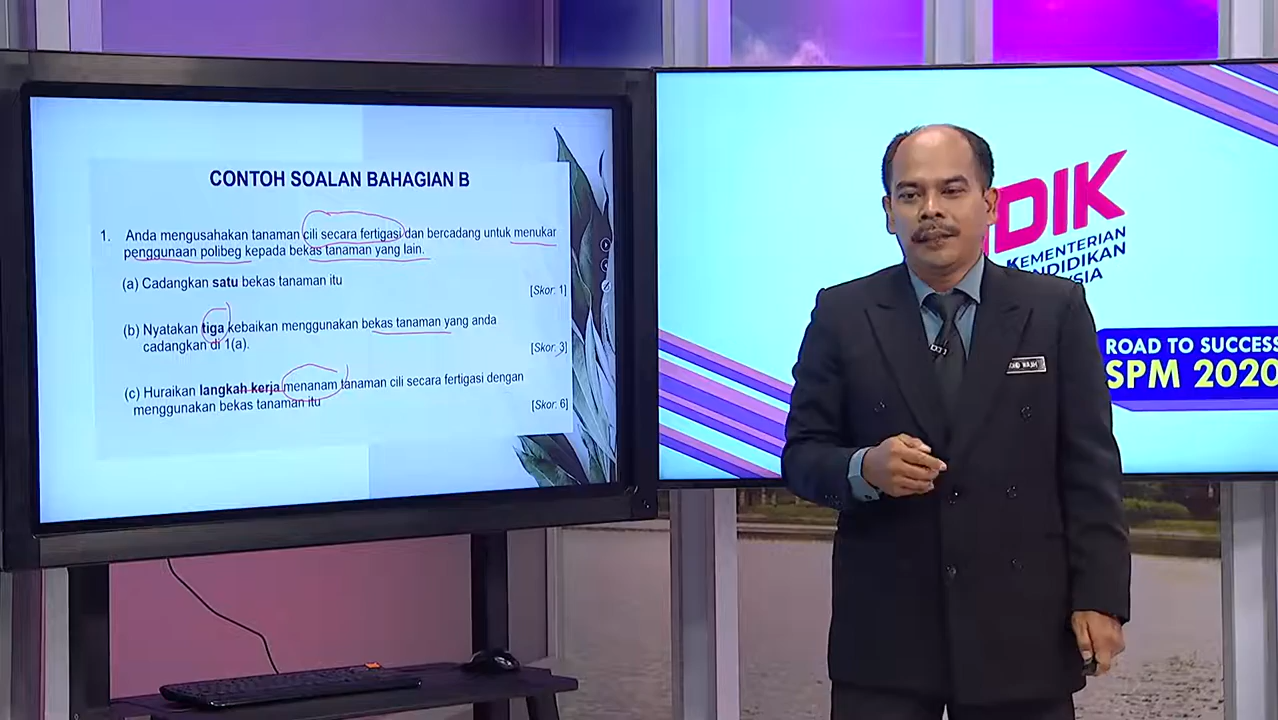 CONTOH SOALAN BAHAGIAN B
1. Anda mengusahakan tanaman cili secara fertigasi dan bercadang untuk menukar
penggunaan polibeg kepada bekas tanaman yang lain.
(a) Cadangkan satu bekas tanaman itu
[Skor: 1]
(b) Nyatakan tiga kebaikan menggunakan bekas tanaman yang anda
cadangkan di 1(a).
[Skor: 3]
(c) Huraikan langkah kerja menanam tanaman cili secara fertigasi dengan
menggunakan bekas tanaman itu
[Skor: 6]
DIK
KEMENTERIAN
ROAD TO SUCCESS
SPM 2020